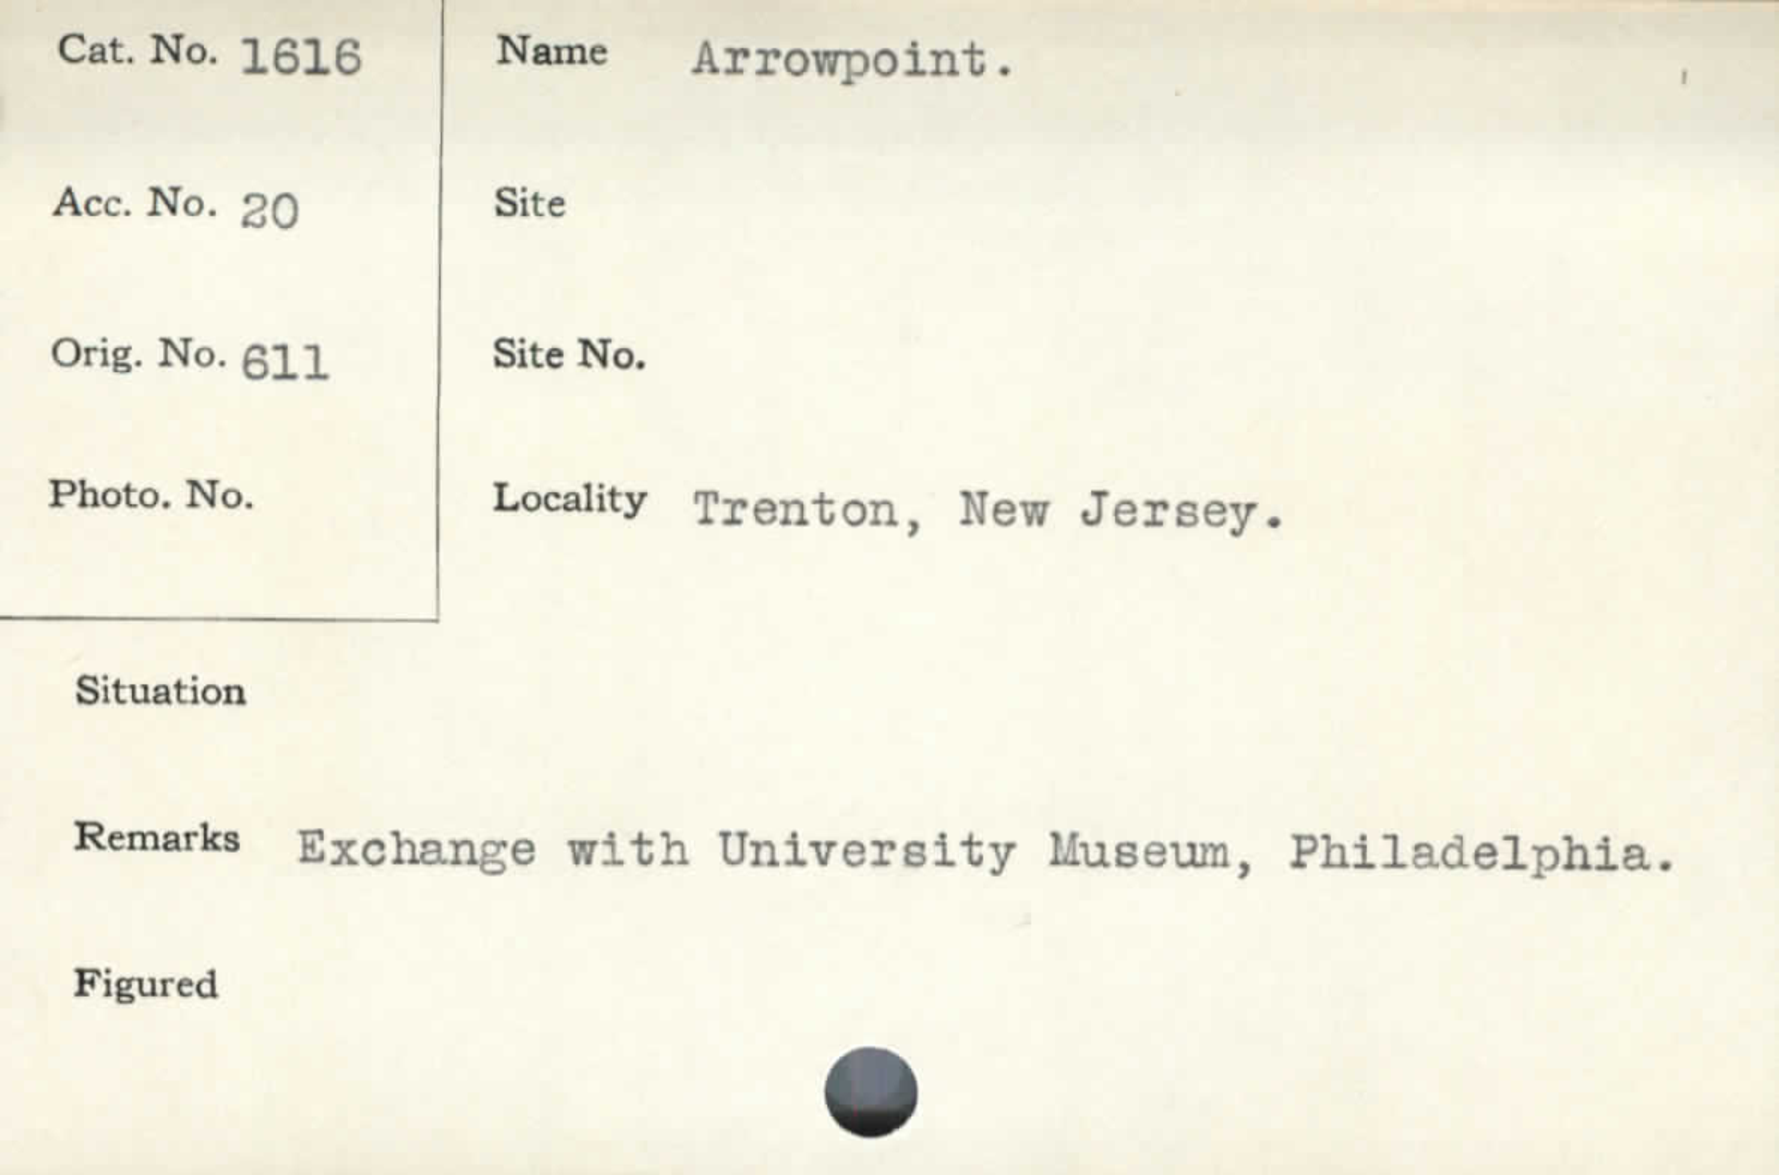 Cat. No. 1616
Name Arrowpoint.
Acc. No. 20
Site
Orig. No. 611
Site No.
Photo. No.
Locality Trenton, New Jersey.
Situation
Remarks Exchange with University Museum, Philadelphia.
Figured